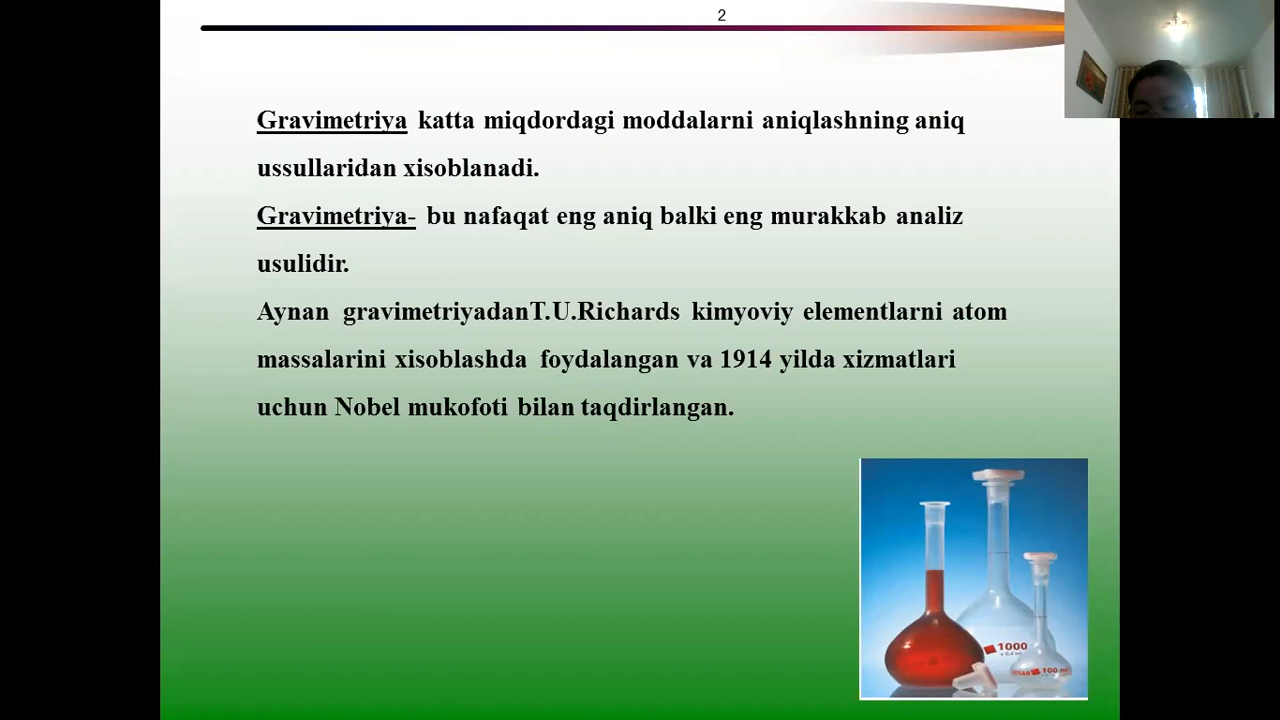 2
Gravimetriya katta miqdordagi moddalarni aniqlashning aniq
ussullaridan xisoblanadi.
Gravimetriya- bu nafaqat eng aniq balki eng murakkab analiz
usulidir.
Aynan gravimetriyadanT.U.Richards kimyoviy elementlarni atom
massalarini xisoblashda foydalangan va 1914 yilda xizmatlari
uchun Nobel mukofoti bilan taqdirlangan.
1000
100